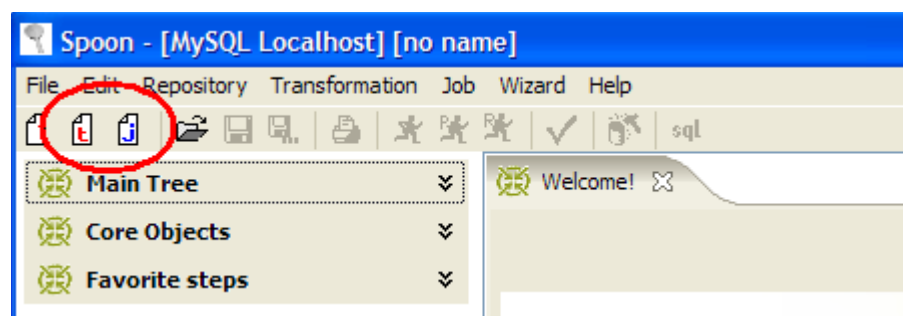 Spoon - [MySQL Localhost] [no name]
File Edit Repository Transformation Job Wizard Help
t j sql
Main Tree
Welcome!
Core Objects
Favorite steps